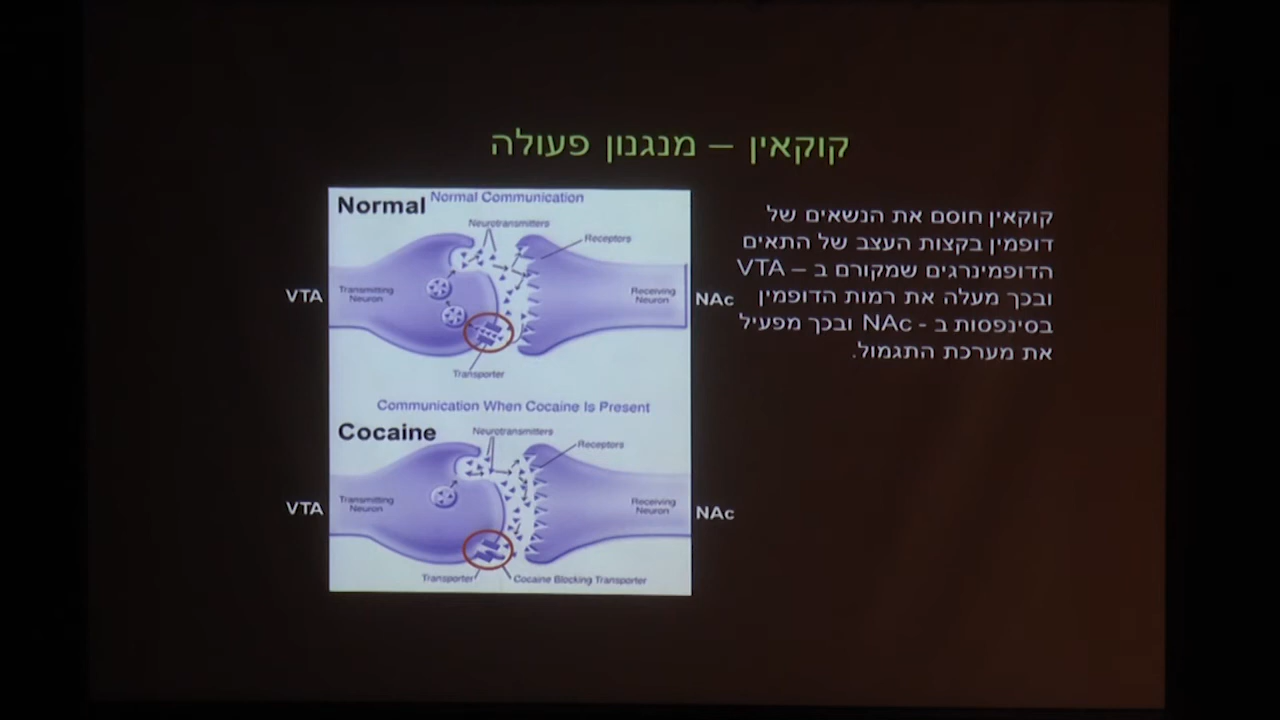 קוקאין – מנגנון פעולה
קוקאין חוסם את הנשאים של
דופמין בקצות העצב של התאים
הדופמינרגים שמקורם ב – VTA
ובכך מעלה את רמות הדופמין
בסינפסות ב - NAc ובכך מפעיל
את מערכת התגמול.
Normal
Normal Communication
Neurotransmitters
Receptors
VTA
Transmitting
Neuron
Receiving
Neuron
NAc
Transporter
Communication When Cocaine Is Present
Cocaine
Neurotransmitters
Receptors
VTA
Transmitting
Neuron
Receiving
Neuron
NAc
Transporter
Cocaine Blocking Transporter